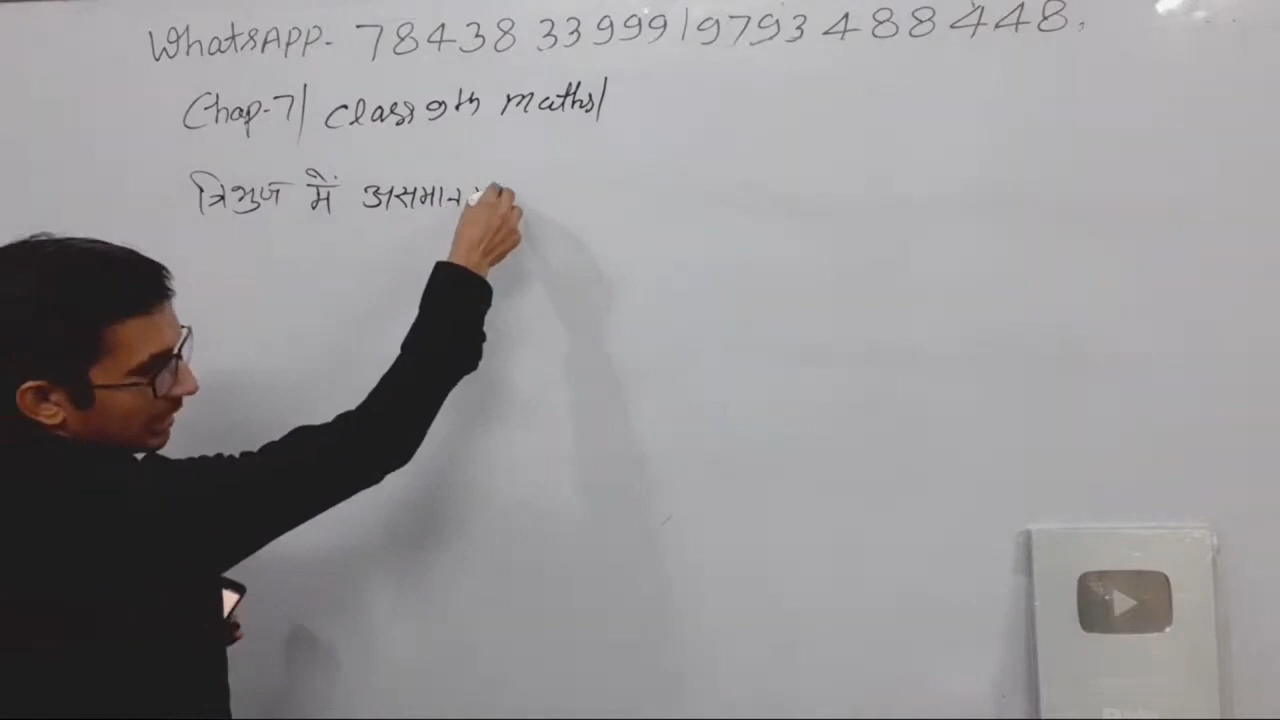 WhatsAPP- 78438 33999 / 9793 488448,
Chap-7/ Class 9th maths/
त्रिभुज में असमान